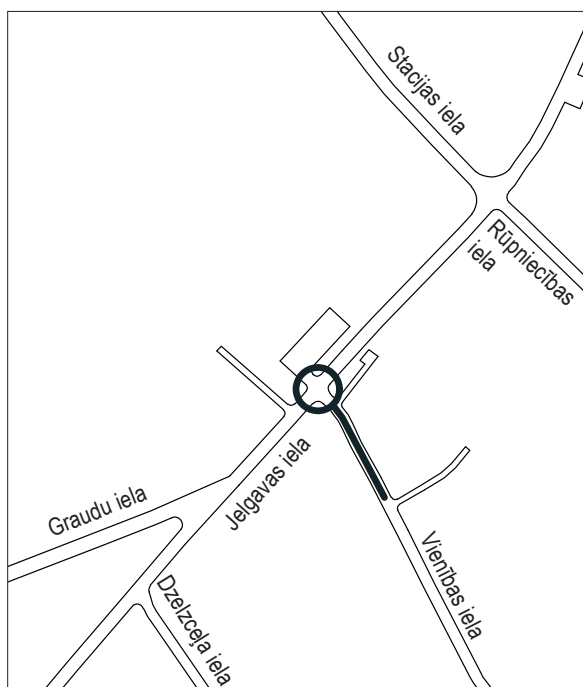 Stacijas iela
Rūpniecības
iela
Jelgavas iela
Graudu iela
Vienības iela
Dzelzceļa iela